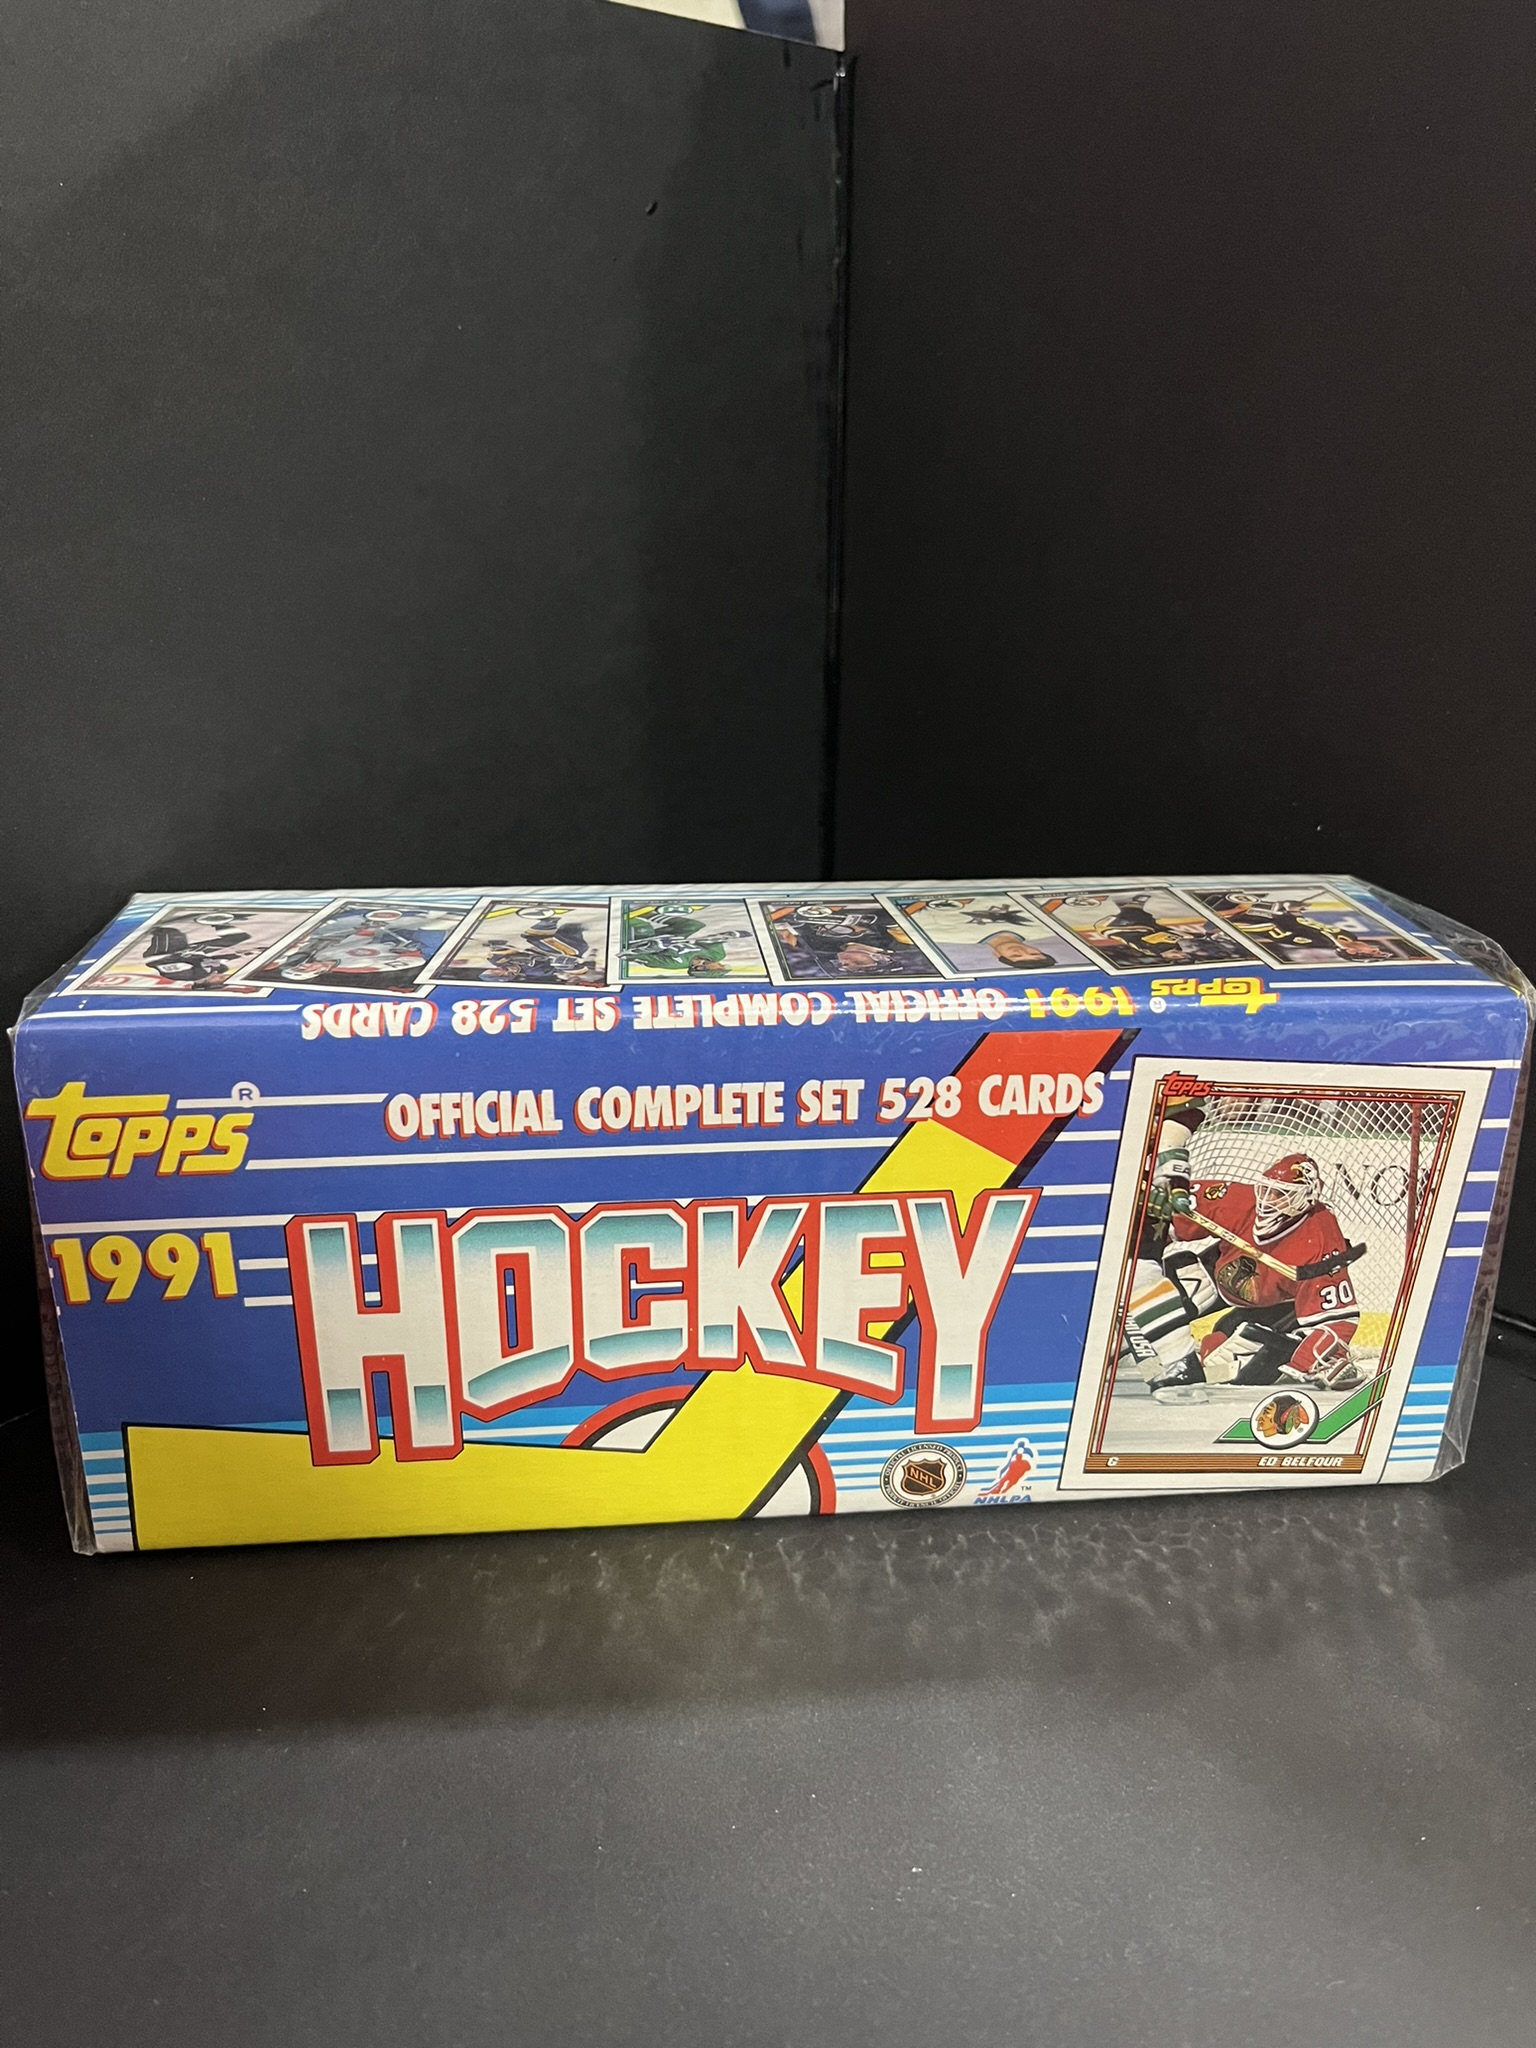 1991 OFFICIAL COMPLETE SET 528 CARDS
Topps®
Topps®
OFFICIAL COMPLETE SET 528 CARDS
1991
HOCKEY
Topps
30
G
ED BELFOUR
NHL
NHLPA™